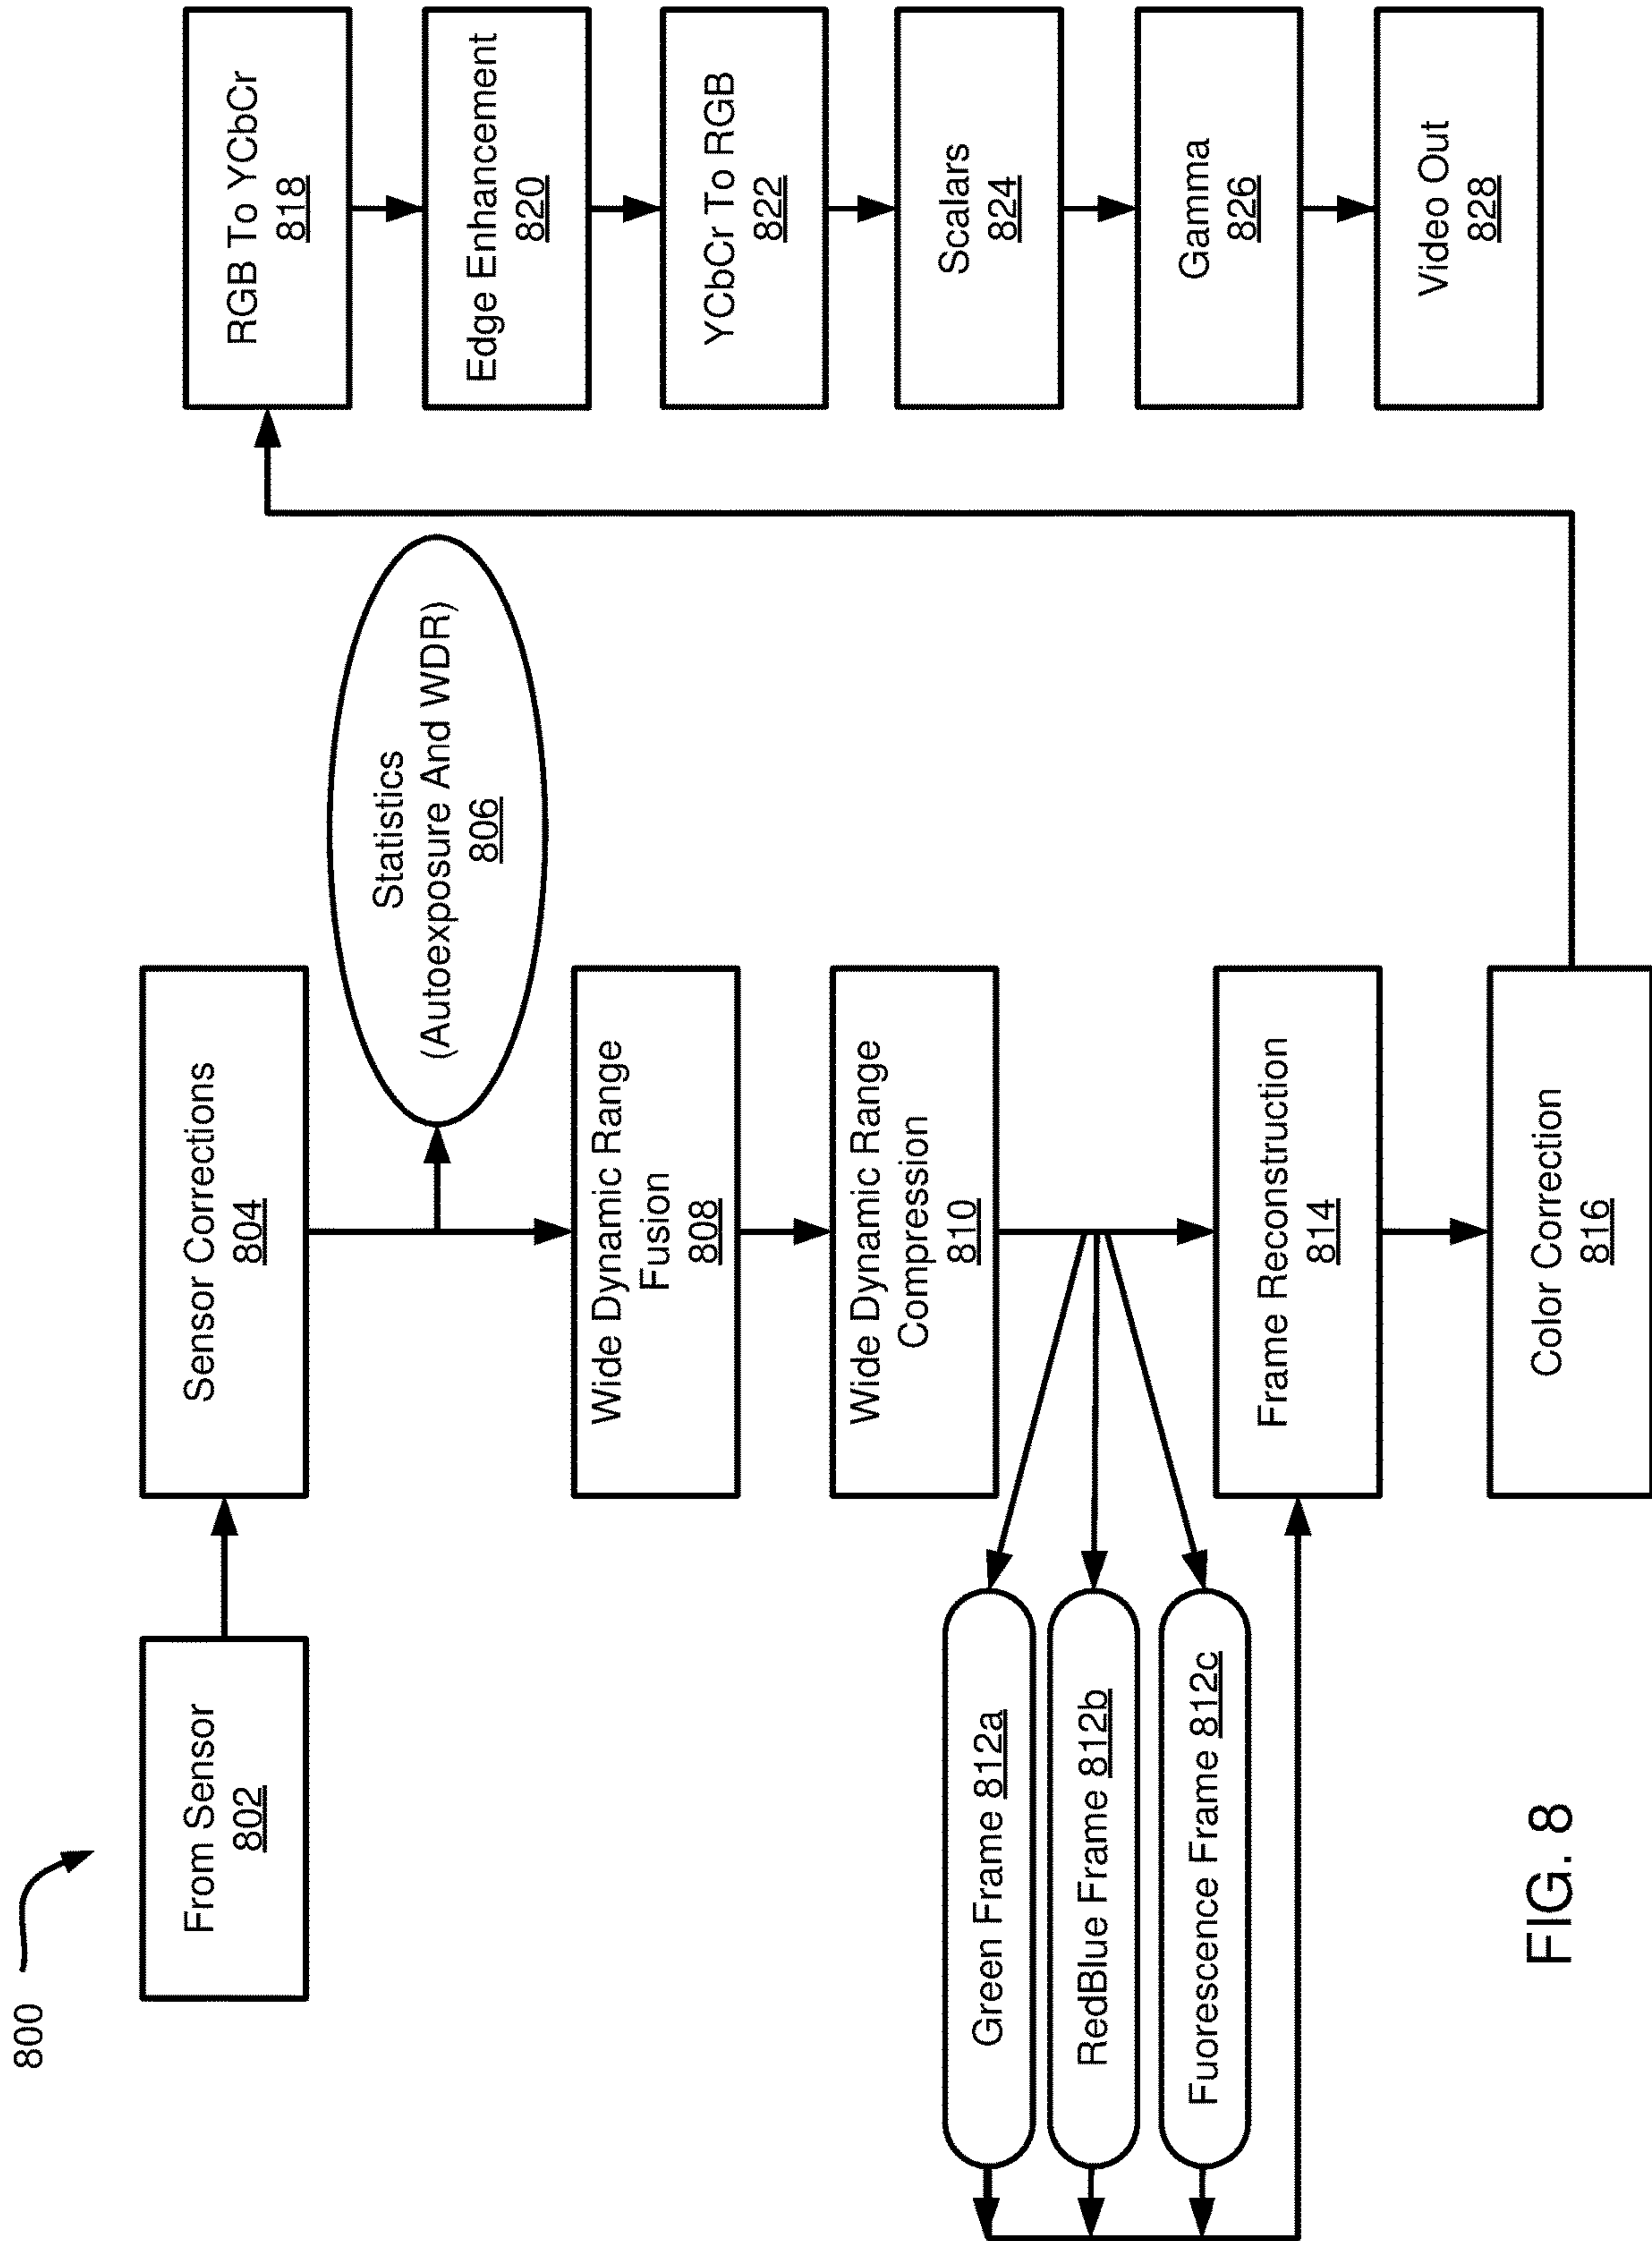 800
From Sensor
802
Sensor Corrections
804
Statistics
(Autoexposure And WDR)
806
Wide Dynamic Range
Fusion
808
Wide Dynamic Range
Compression
810
Green Frame 812a
RedBlue Frame 812b
Fuorescence Frame 812c
Frame Reconstruction
814
Color Correction
816
RGB To YCbCr
818
Edge Enhancement
820
YCbCr To RGB
822
Scalars
824
Gamma
826
Video Out
828
FIG. 8